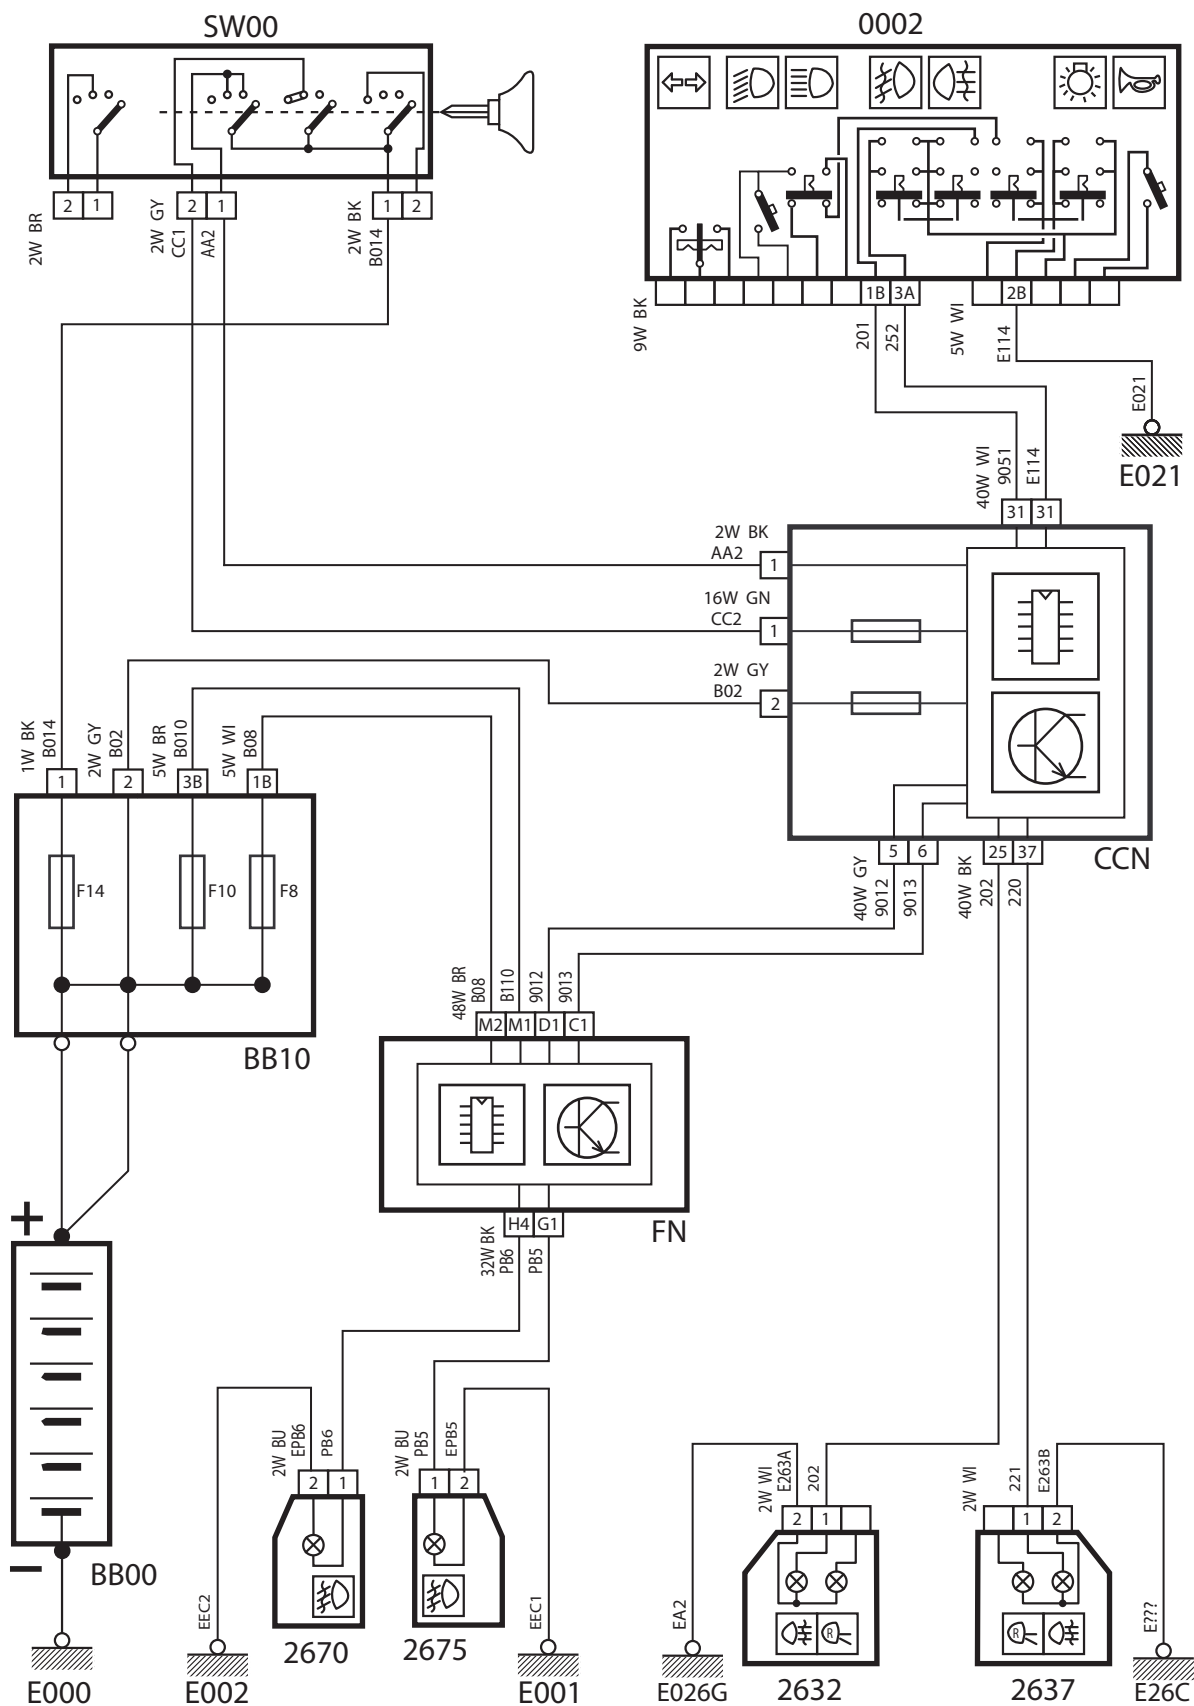 SW00
0002
2 1
2 1
1 2
2W BR
2W GY
CC1
AA2
2W BK
B014
1B 3A
2B
9W BK
201
252
5W WI
E114
E021
E021
40W WI
9051
E114
31 31
2W BK
AA2
1
16W GN
CC2
1
2W GY
B02
2
1W BK
B014
2W GY
B02
5W BR
B010
5W WI
B08
1 2 3B 1B
F14
F10
F8
BB10
5 6 25 37
CCN
40W GY
9012
9013
40W BK
202
220
48W BR
B08
B110
9012
9013
M2 M1 D1 C1
FN
H4 G1
32W BK
PB6
PB5
+
−
BB00
E000
2W BU
EPB6
PB6
2 1
2W BU
PB5
EPB5
1 2
EEC2
EEC1
E002
2670
2675
E001
2W WI
E263A
202
2 1
2W WI
221
E263B
1 2
EA2
E???
R
R
E026G
2632
2637
E26C